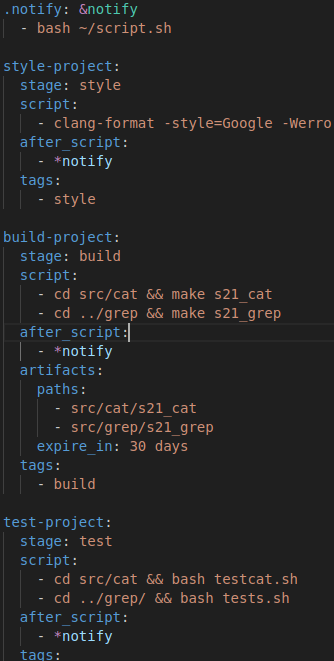 .notify: &notify
  - bash ~/script.sh

style-project:
  stage: style
  script:
    - clang-format -style=Google -Werro
  after_script:
    - *notify
  tags:
    - style

build-project:
  stage: build
  script:
    - cd src/cat && make s21_cat
    - cd ../grep && make s21_grep
  after_script:
    - *notify
  artifacts:
    paths:
      - src/cat/s21_cat
      - src/grep/s21_grep
    expire_in: 30 days
  tags:
    - build

test-project:
  stage: test
  script:
    - cd src/cat && bash testcat.sh
    - cd ../grep/ && bash tests.sh
  after_script:
    - *notify
  tags: